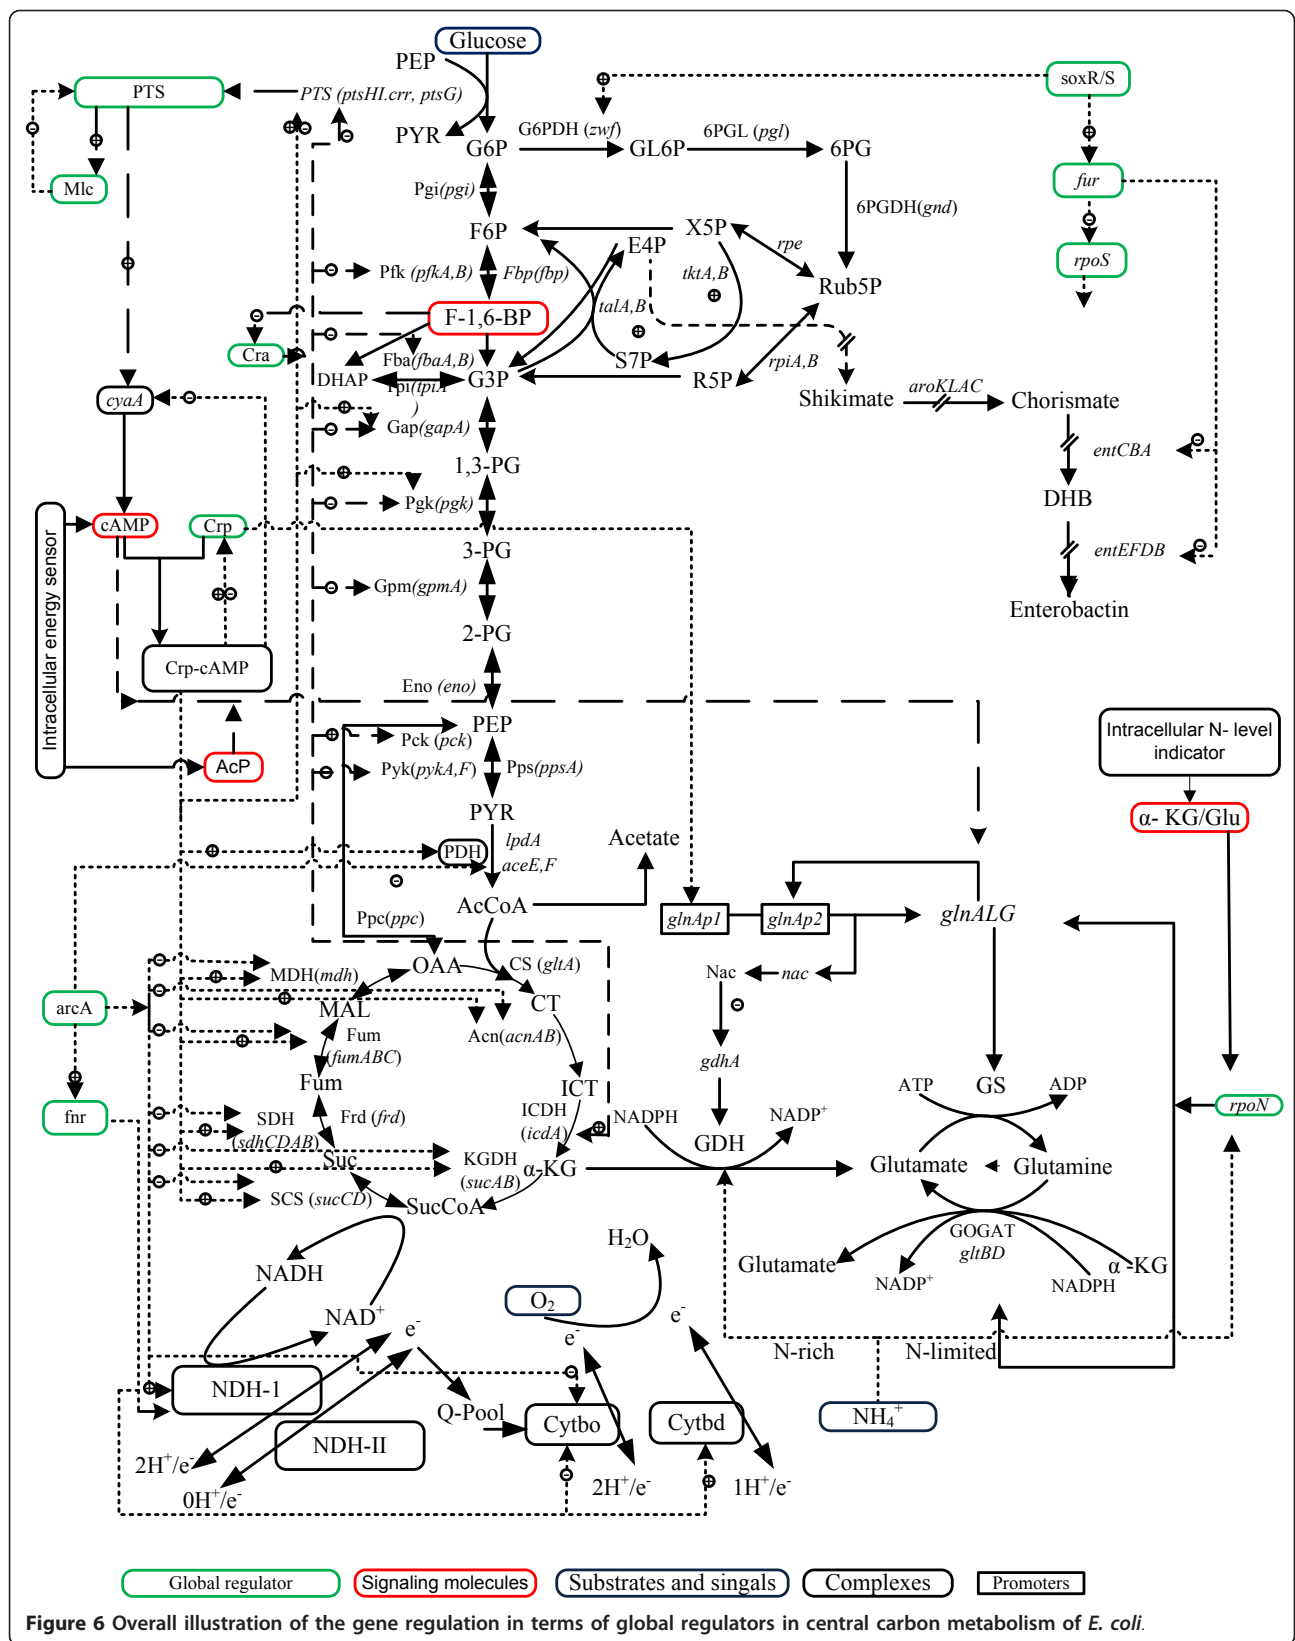 Glucose
PEP
soxR/S
PTS
PTS (ptsHI.crr, ptsG)
PYR
G6P
G6PDH (zwf)
GL6P
6PGL (pgl)
6PG
Mlc
Pgi(pgi)
fur
6PGDH(gnd)
F6P
E4P
X5P
rpe
rpoS
Pfk (pfkA,B)
Fbp(fbp)
tktA,B
Rub5P
talA,B
F-1,6-BP
Cra
Fba(fbaA,B)
S7P
rpiA,B
DHAP
Tpi(tpiA
)
G3P
R5P
Shikimate
aroKLAC
Chorismate
cyaA
Gap(gapA)
entCBA
1,3-PG
Pgk(pgk)
DHB
Intracellular energy sensor
cAMP
Crp
3-PG
entEFDB
Gpm(gpmA)
Enterobactin
2-PG
Crp-cAMP
Eno (eno)
PEP
Pck (pck)
Intracellular N- level
indicator
AcP
Pyk(pykA,F)
Pps(ppsA)
PYR
α- KG/Glu
Acetate
PDH
lpdA
aceE,F
AcCoA
Ppc(ppc)
glnAp1
glnAp2
glnALG
OAA
CS (gltA)
MDH(mdh)
Nac
nac
arcA
MAL
CT
Fum
(fumABC)
Acn(acnAB)
gdhA
Fum
ICT
ATP
GS
ADP
fnr
SDH
(sdhCDAB)
Frd (frd)
ICDH
(icdA)
NADPH
NADP+
rpoN
GDH
Suc
KGDH
(sucAB)
α-KG
Glutamate
Glutamine
SCS (sucCD)
SucCoA
GOGAT
gltBD
H2O
NADH
Glutamate
NADP+
NADPH
α -KG
O2
NAD+
e-
e-
e-
N-rich
N-limited
NDH-1
Q-Pool
Cytbo
Cytbd
NH4+
NDH-II
2H+/e-
0H+/e-
2H+/e-
1H+/e-
Global regulator
Signaling molecules
Substrates and singals
Complexes
Promoters
Figure 6 Overall illustration of the gene regulation in terms of global regulators in central carbon metabolism of E. coli.